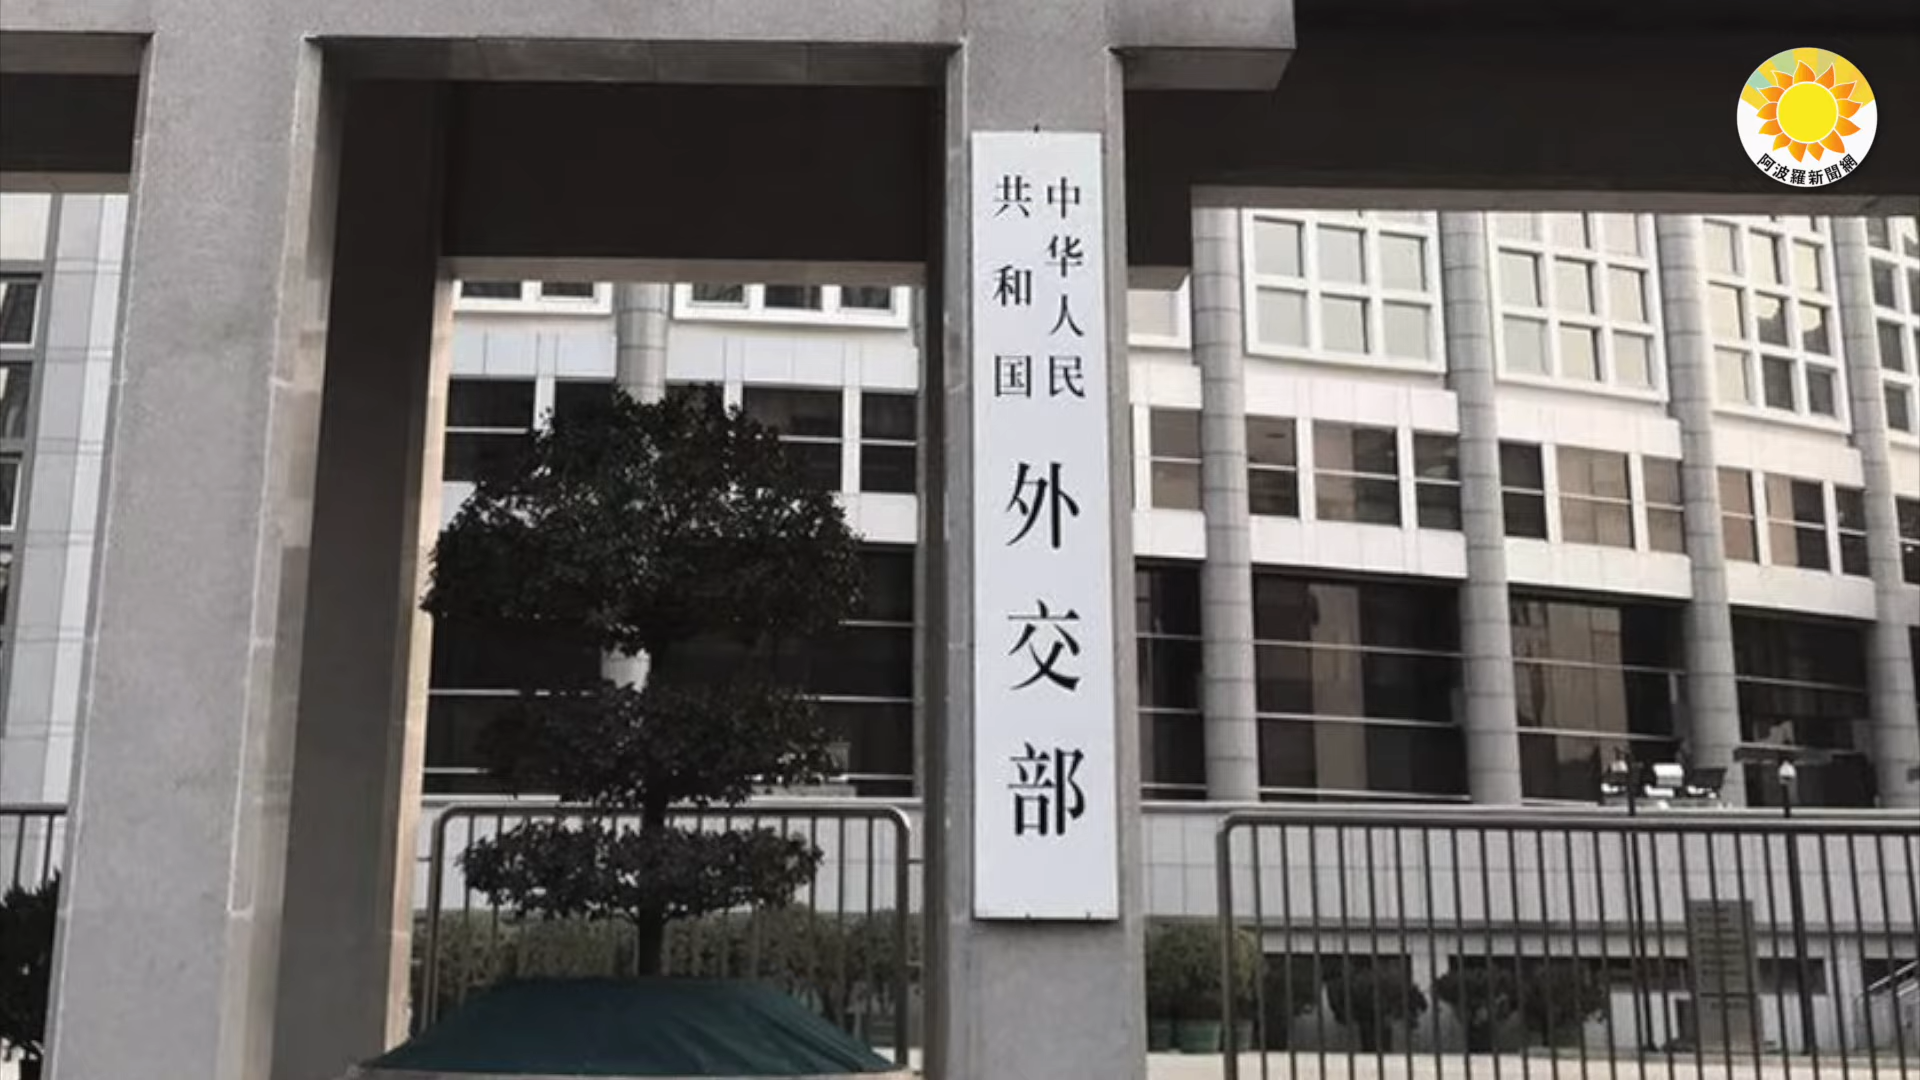 中华人民
共和国
外交部
阿波羅新聞網